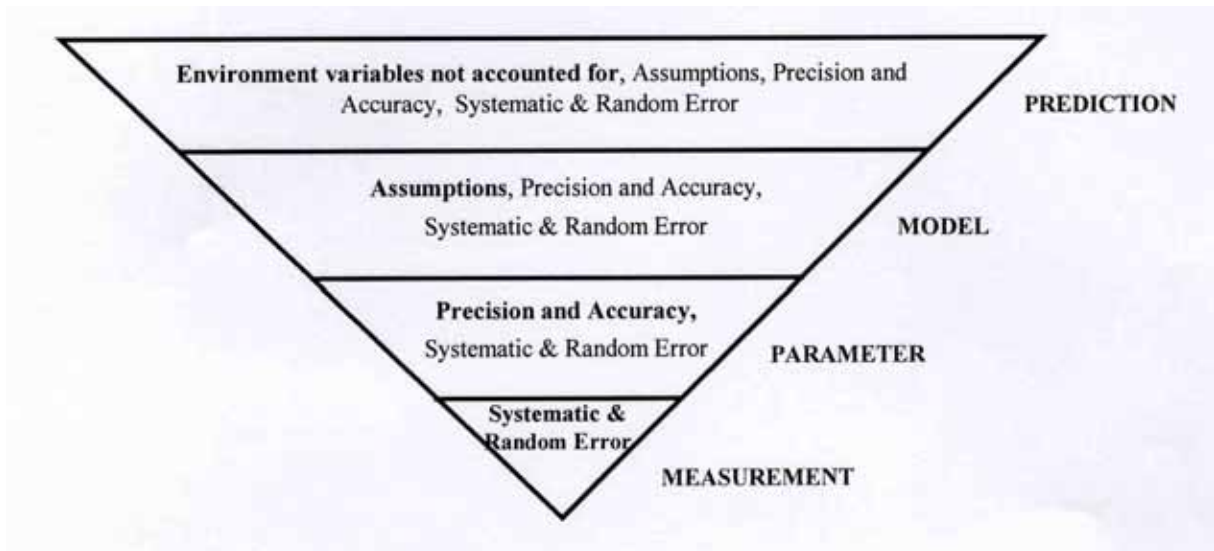 Environment variables not accounted for, Assumptions, Precision and
Accuracy, Systematic & Random Error
PREDICTION
Assumptions, Precision and Accuracy,
Systematic & Random Error
MODEL
Precision and Accuracy,
Systematic & Random Error
PARAMETER
Systematic &
Random Error
MEASUREMENT